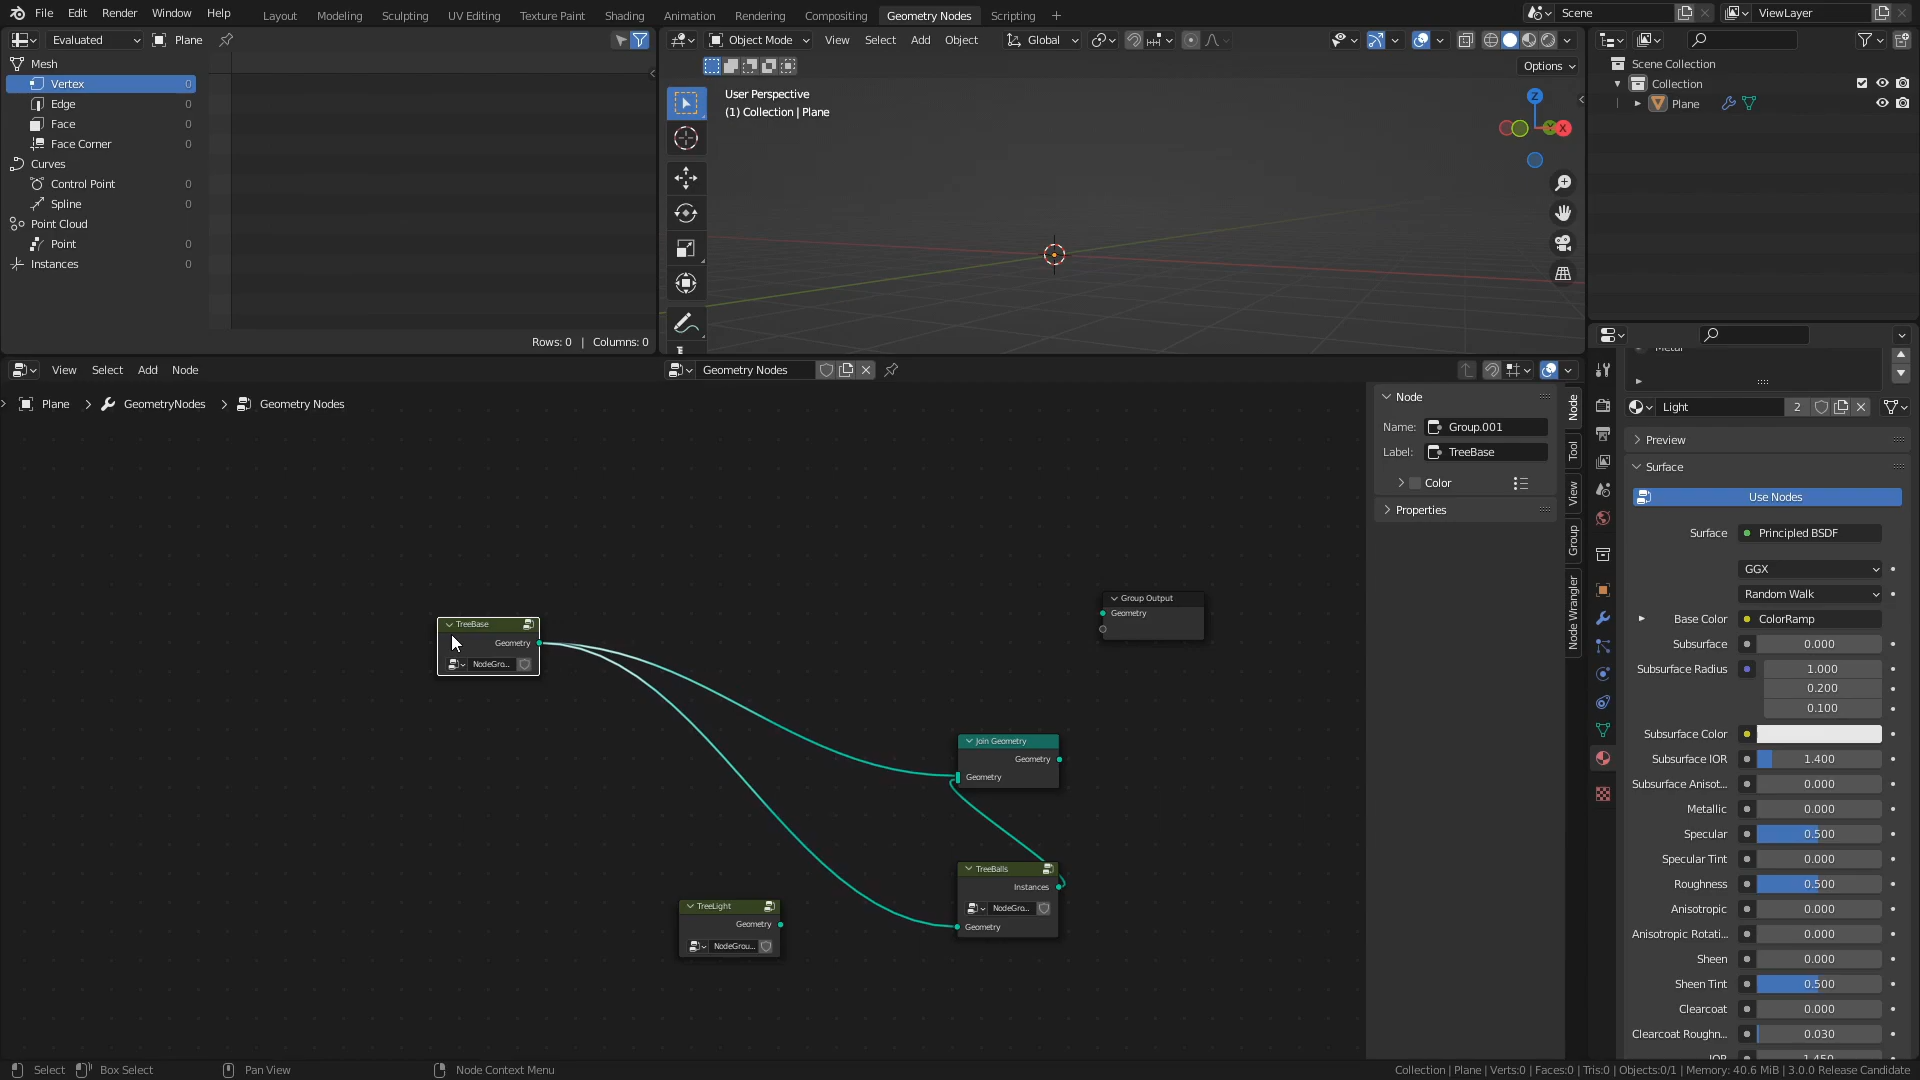 File Edit Render Window Help Layout Modeling Sculpting UV Editing Texture Paint Shading Animation Rendering Compositing Geometry Nodes Scripting + Scene ViewLayer
Evaluated Plane
Mesh
Vertex 0
Edge 0
Face 0
Face Corner 0
Curves
Control Point 0
Spline 0
Point Cloud
Point 0
Instances 0
Rows: 0 | Columns: 0
Object Mode View Select Add Object Global
Options
User Perspective
(1) Collection | Plane
Z
Y
X
Scene Collection
Collection
Plane
View Select Add Node Geometry Nodes
Plane > GeometryNodes > Geometry Nodes
TreeBase
Geometry
NodeGro...
Group Output
Geometry
Join Geometry
Geometry
Geometry
TreeBalls
Instances
NodeGro...
Geometry
TreeLight
Geometry
NodeGrou...
Node
Name: Group.001
Label: TreeBase
Color
Properties
Node
Tool
View
Group
Node Wrangler
Metal
Light 2
Preview
Surface
Use Nodes
Surface Principled BSDF
GGX
Random Walk
Base Color ColorRamp
Subsurface 0.000
Subsurface Radius 1.000
0.200
0.100
Subsurface Color
Subsurface IOR 1.400
Subsurface Anisot... 0.000
Metallic 0.000
Specular 0.500
Specular Tint 0.000
Roughness 0.500
Anisotropic 0.000
Anisotropic Rotati... 0.000
Sheen 0.000
Sheen Tint 0.500
Clearcoat 0.000
Clearcoat Roughn... 0.030
IOR 1.450
Select Box Select Pan View Node Context Menu Collection | Plane | Verts:0 | Faces:0 | Tris:0 | Objects:0/1 | Memory: 40.6 MiB | 3.0.0 Release Candidate